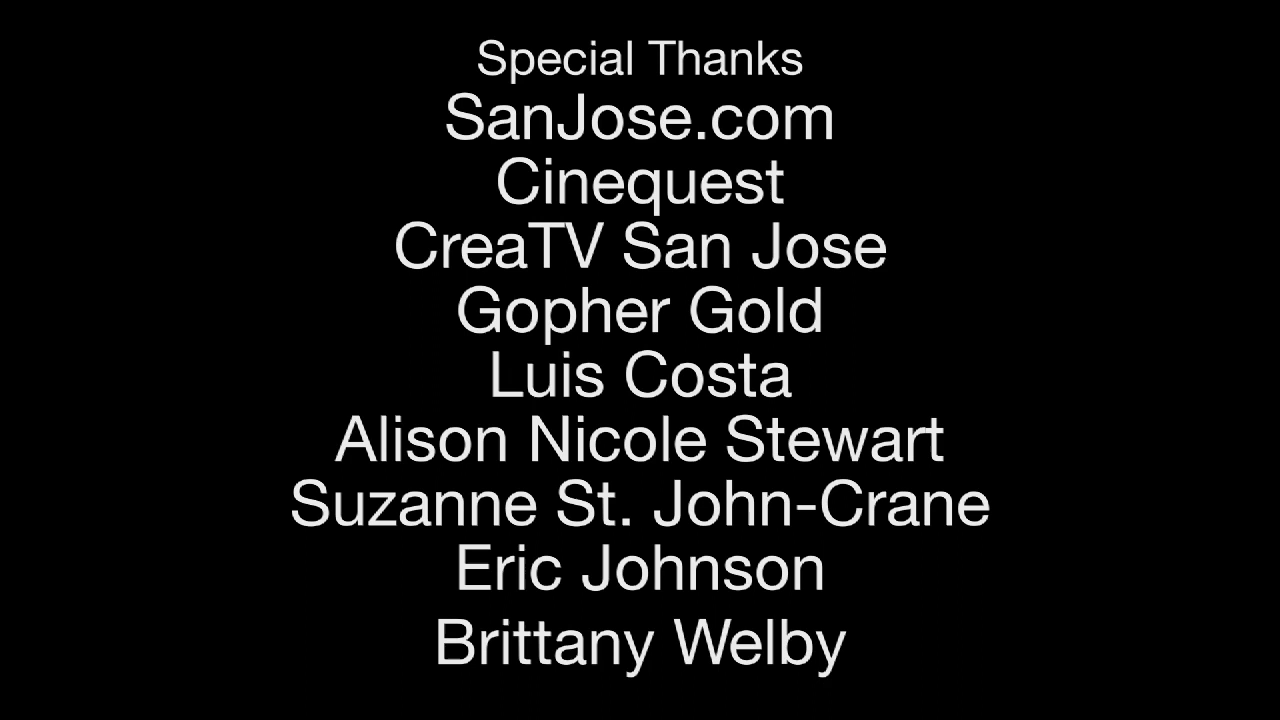 Special Thanks
SanJose.com
Cinequest
CreaTV San Jose
Gopher Gold
Luis Costa
Alison Nicole Stewart
Suzanne St. John-Crane
Eric Johnson
Brittany Welby